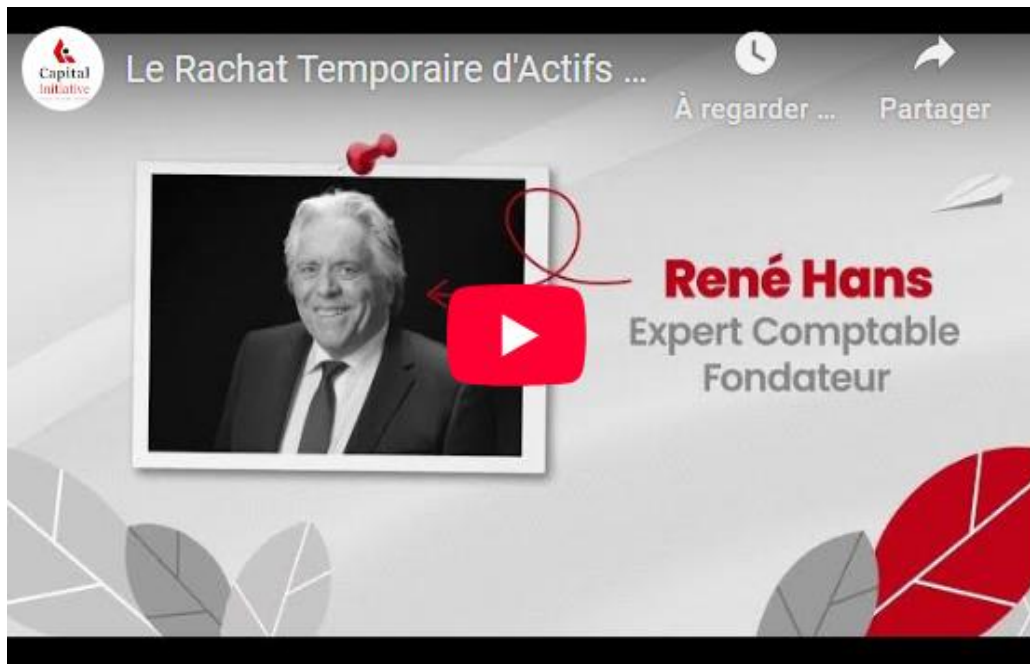 Capital
Initiative
Le Rachat Temporaire d'Actifs ...
À regarder ...
Partager
René Hans
Expert Comptable
Fondateur